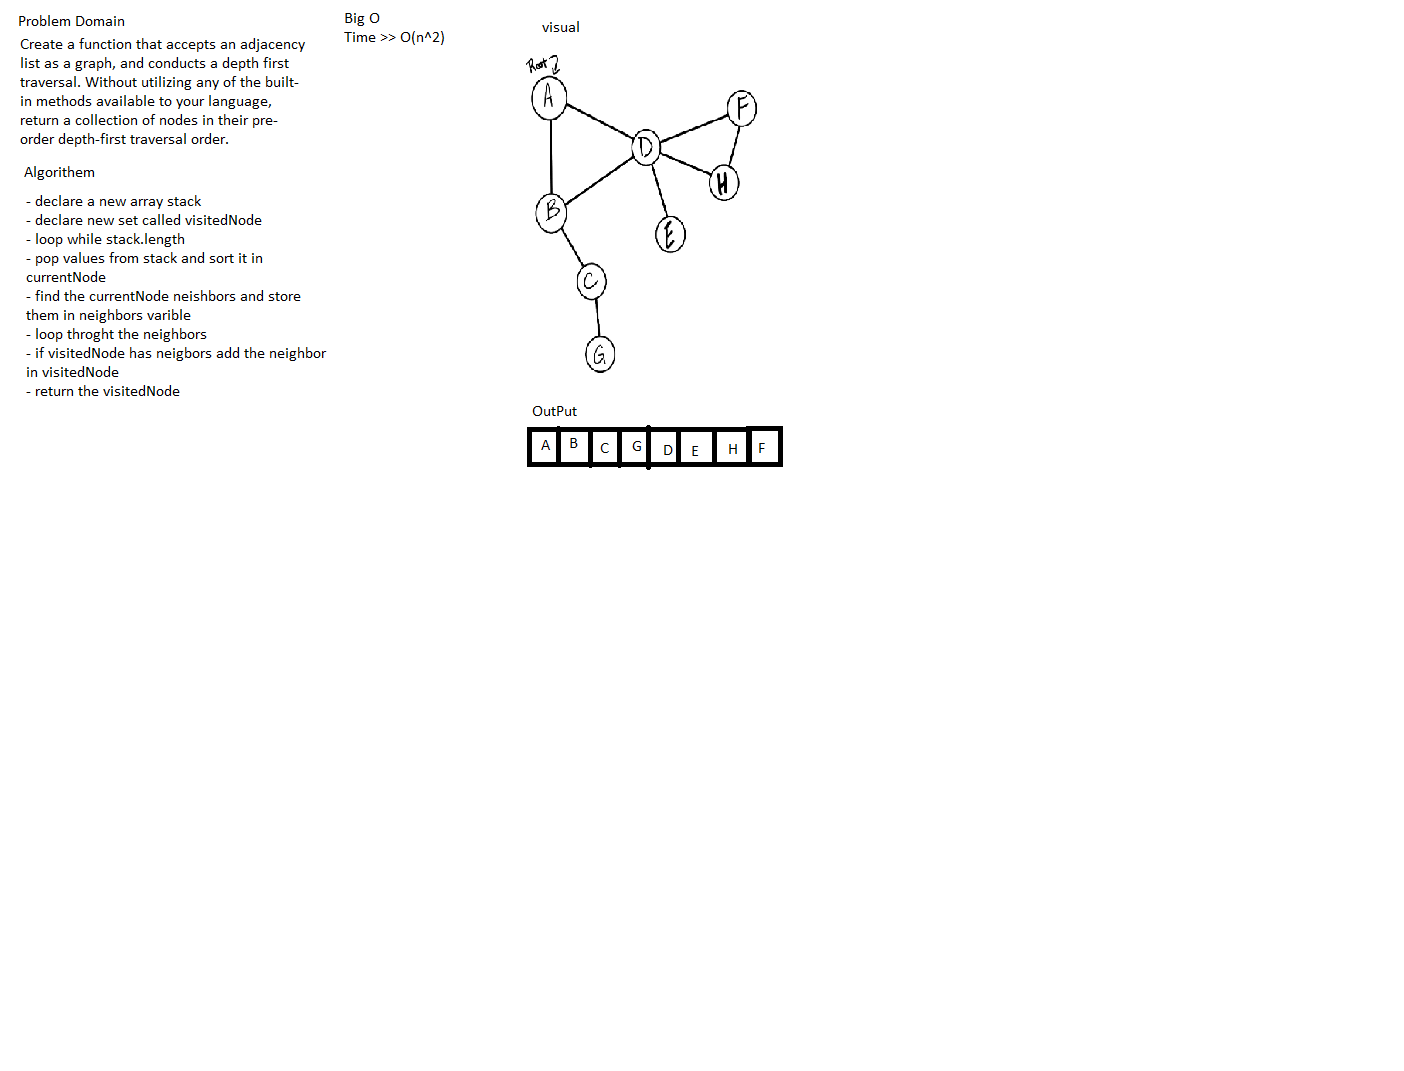 Problem Domain
Create a function that accepts an adjacency
list as a graph, and conducts a depth first
traversal. Without utilizing any of the built-
in methods available to your language,
return a collection of nodes in their pre-
order depth-first traversal order.
Algorithem
- declare a new array stack
- declare new set called visitedNode
- loop while stack.length
- pop values from stack and sort it in
currentNode
- find the currentNode neishbors and store
them in neighbors varible
- loop throght the neighbors
- if visitedNode has neigbors add the neighbor
in visitedNode
- return the visitedNode
Big O
Time >> O(n^2)
visual
Root
A
F
D
H
B
E
C
G
OutPut
A B C G D E H F